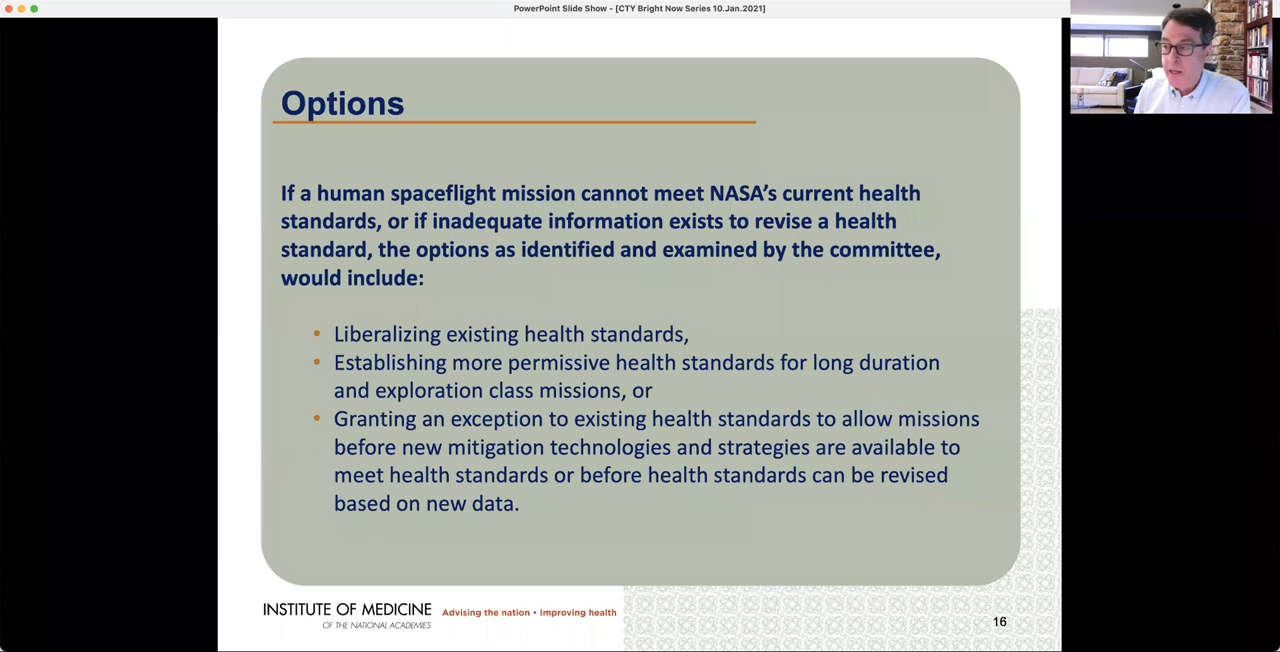 PowerPoint Slide Show - [CTY Bright Now Series 10.Jan.2021]
Options
If a human spaceflight mission cannot meet NASA's current health
standards, or if inadequate information exists to revise a health
standard, the options as identified and examined by the committee,
would include:
• Liberalizing existing health standards,
• Establishing more permissive health standards for long duration
and exploration class missions, or
• Granting an exception to existing health standards to allow missions
before new mitigation technologies and strategies are available to
meet health standards or before health standards can be revised
based on new data.
INSTITUTE OF MEDICINE
OF THE NATIONAL ACADEMIES
Advising the nation • Improving health
16